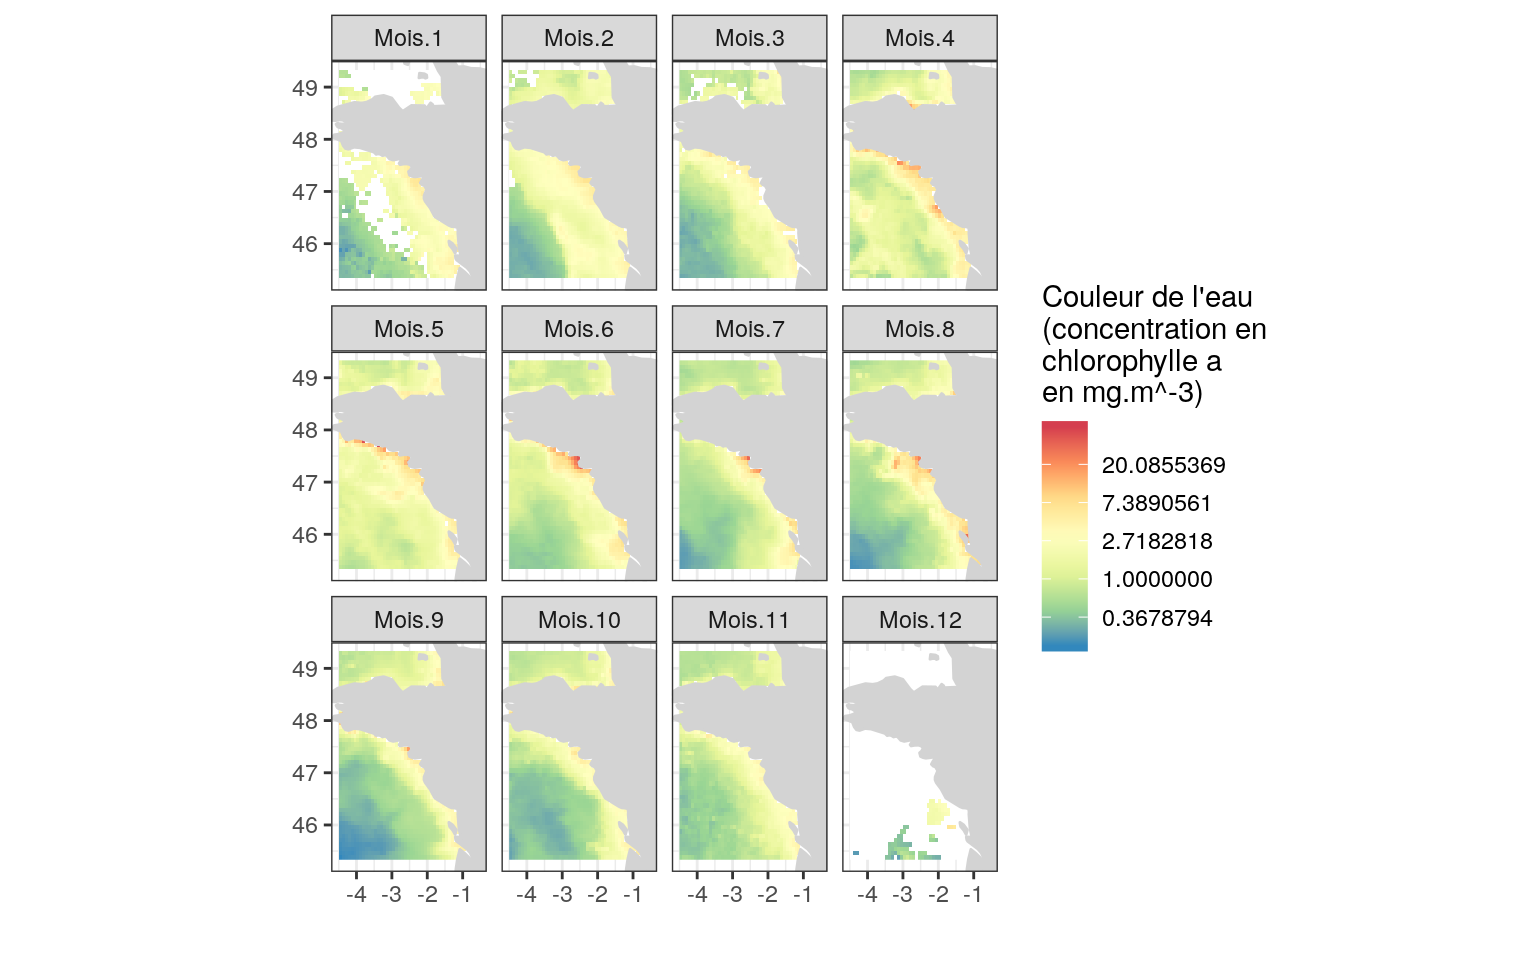 Mois.1 Mois.2 Mois.3 Mois.4
49
48
47
46
Mois.5 Mois.6 Mois.7 Mois.8
49
48
47
46
Mois.9 Mois.10 Mois.11 Mois.12
49
48
47
46
-4 -3 -2 -1 -4 -3 -2 -1 -4 -3 -2 -1 -4 -3 -2 -1
Couleur de l'eau
(concentration en
chlorophylle a
en mg.m^-3)
20.0855369
7.3890561
2.7182818
1.0000000
0.3678794